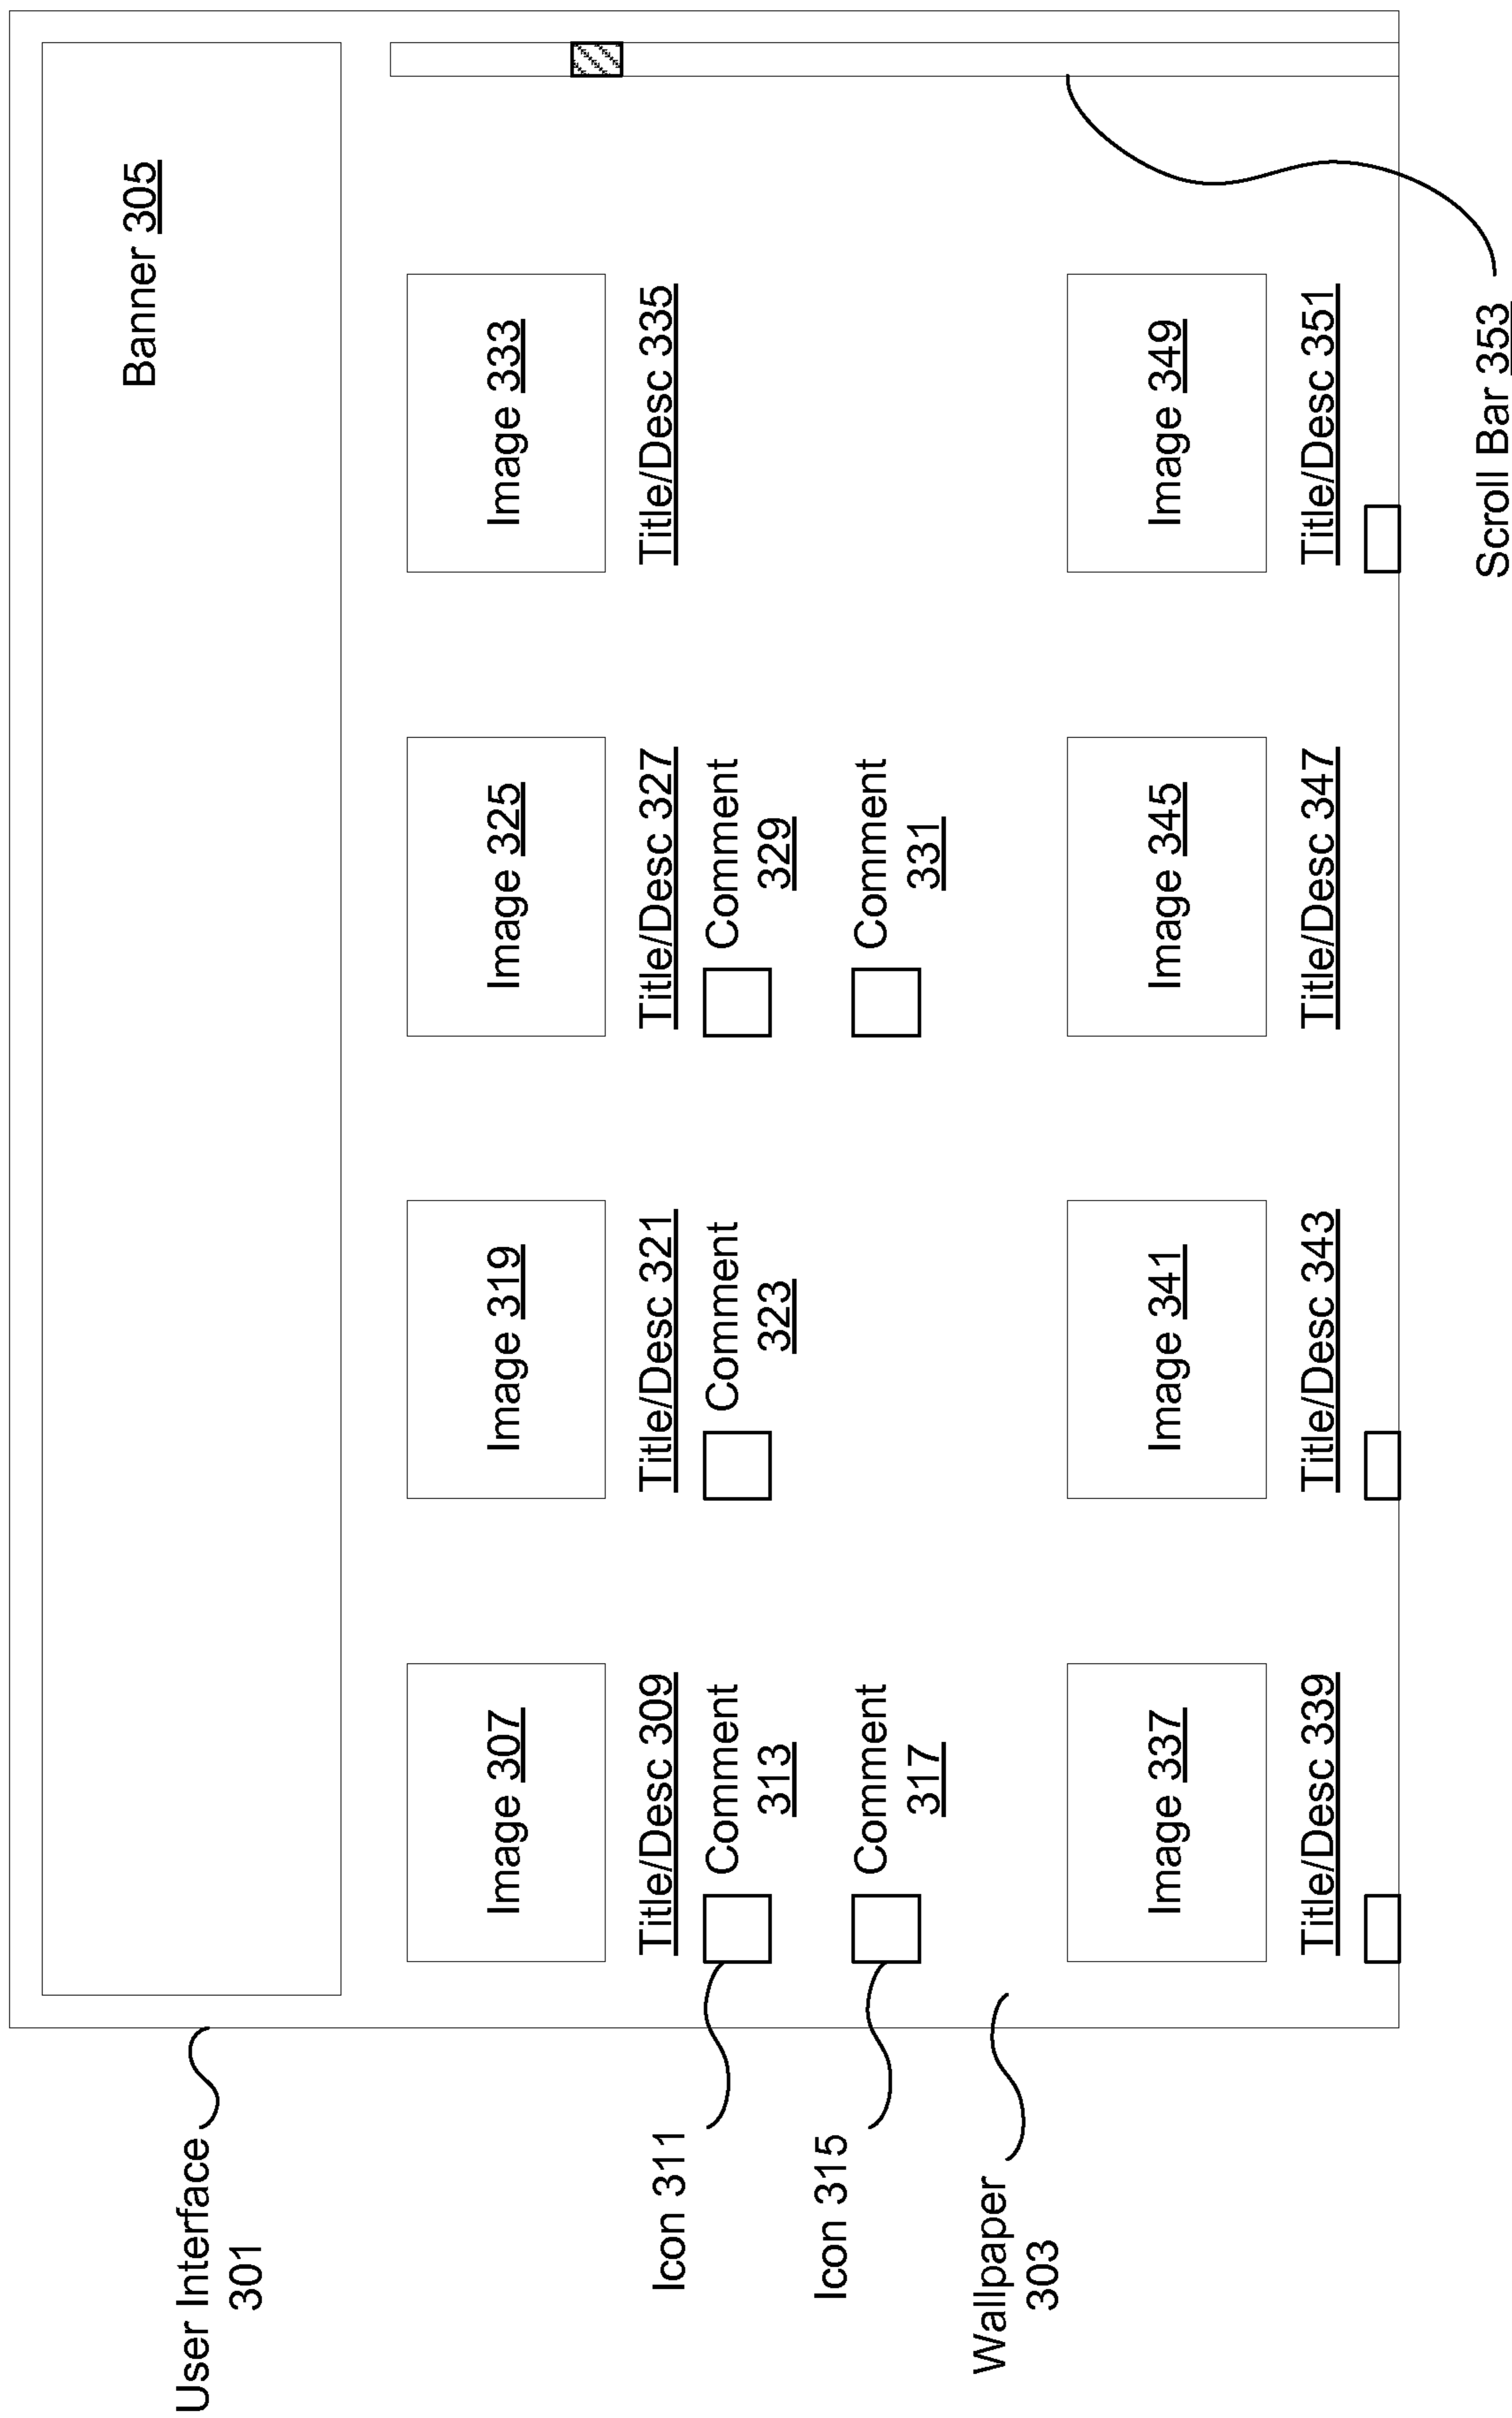 User Interface
301
Banner 305
Image 307
Image 319
Image 325
Image 333
Title/Desc 309
Title/Desc 321
Title/Desc 327
Title/Desc 335
Icon 311
Comment
313
Comment
323
Comment
329
Icon 315
Comment
317
Comment
331
Wallpaper
303
Image 337
Image 341
Image 345
Image 349
Title/Desc 339
Title/Desc 343
Title/Desc 347
Title/Desc 351
Scroll Bar 353